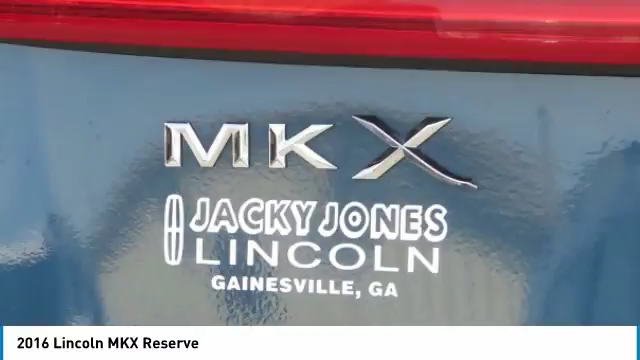 MKX
JACKY JONES
LINCOLN
GAINESVILLE, GA
2016 Lincoln MKX Reserve